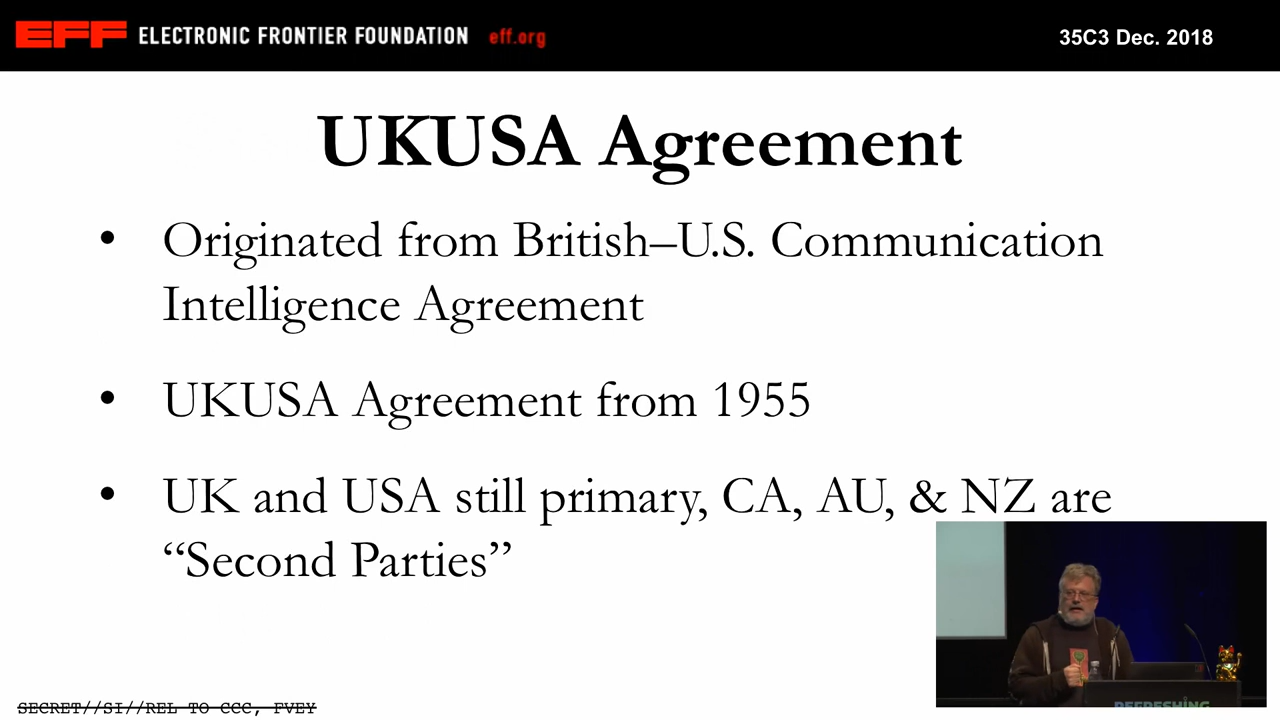 EFF ELECTRONIC FRONTIER FOUNDATION eff.org
35C3 Dec. 2018
UKUSA Agreement
• Originated from British–U.S. Communication
Intelligence Agreement
• UKUSA Agreement from 1955
• UK and USA still primary, CA, AU, & NZ are
“Second Parties”
REFRESHING
SECRET//SI//REL TO CCC, FVEY